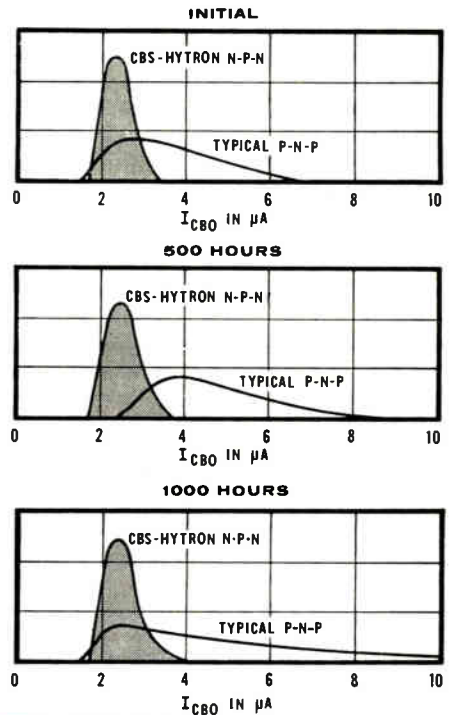 INITIAL
CBS-HYTRON N-P-N
TYPICAL P-N-P
0 2 4 6 8 10
ICBO IN µA
500 HOURS
CBS-HYTRON N-P-N
TYPICAL P-N-P
0 2 4 6 8 10
ICBO IN µA
1000 HOURS
CBS-HYTRON N-P-N
TYPICAL P-N-P
0 2 4 6 8 10
ICBO IN µA